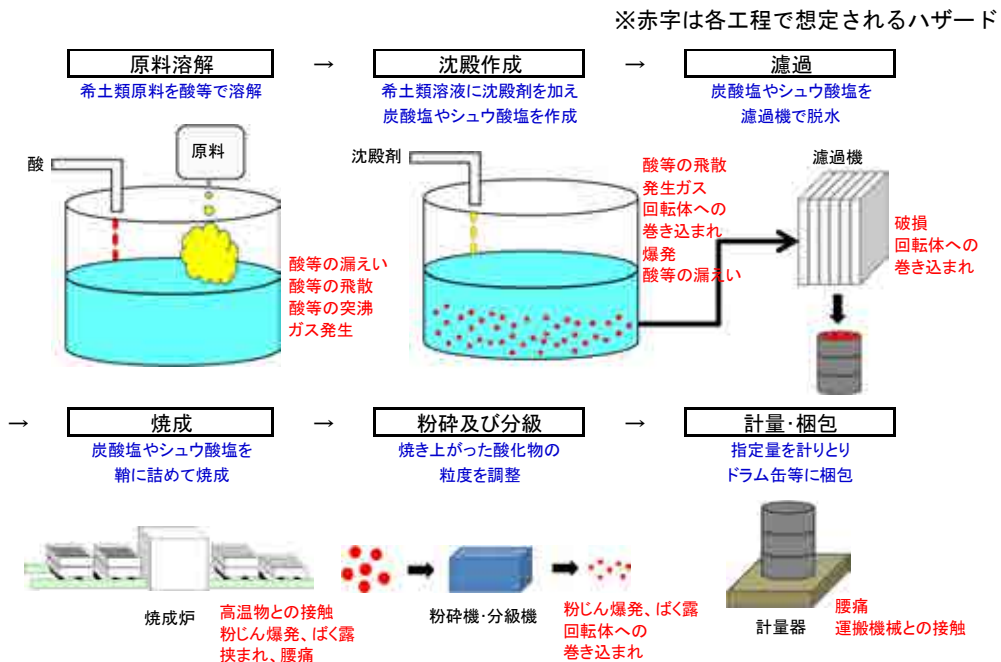 ※赤字は各工程で想定されるハザード
原料溶解
→
沈殿作成
→
濾過
希土類原料を酸等で溶解
希土類溶液に沈殿剤を加え
炭酸塩やシュウ酸塩を作成
炭酸塩やシュウ酸塩を
濾過機で脱水
酸
原料
酸等の漏えい
酸等の飛散
酸等の突沸
ガス発生
沈殿剤
酸等の飛散
発生ガス
回転体への
巻き込まれ
爆発
酸等の漏えい
濾過機
破損
回転体への
巻き込まれ
→
焼成
→
粉砕及び分級
→
計量・梱包
炭酸塩やシュウ酸塩を
鞘に詰めて焼成
焼き上がった酸化物の
粒度を調整
指定量を計りとり
ドラム缶等に梱包
焼成炉
高温物との接触
粉じん爆発、ばく露
挟まれ、腰痛
粉砕機・分級機
粉じん爆発、ばく露
回転体への
巻き込まれ
計量器
腰痛
運搬機械との接触